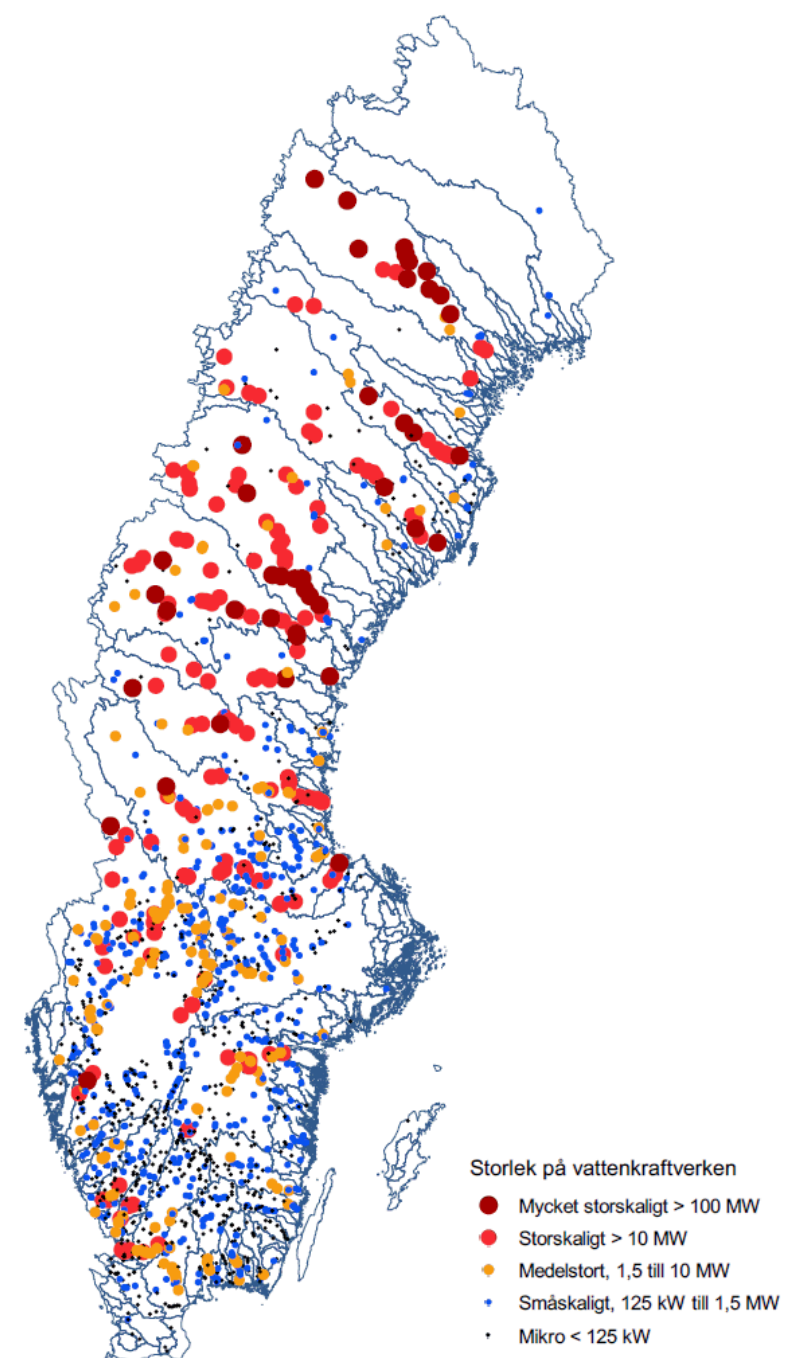 Storlek på vattenkraftverken
Mycket storskaligt > 100 MW
Storskaligt > 10 MW
Medelstort, 1,5 till 10 MW
Småskaligt, 125 kW till 1,5 MW
Mikro < 125 kW